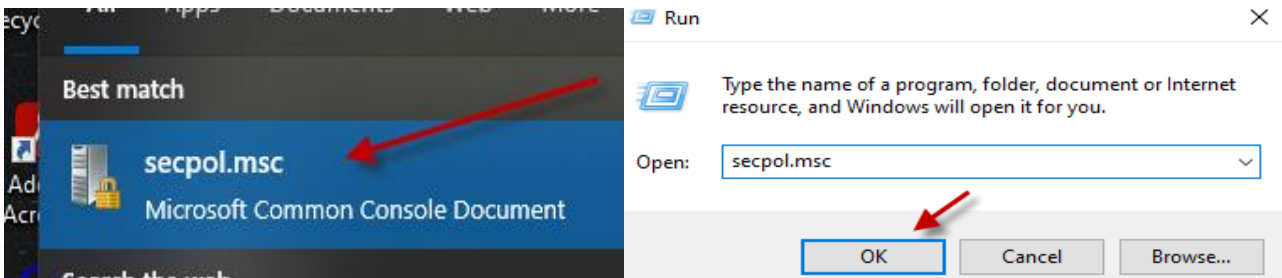 Best match
secpol.msc
Microsoft Common Console Document
Run
Type the name of a program, folder, document or Internet
resource, and Windows will open it for you.
Open:
secpol.msc
OK
Cancel
Browse...